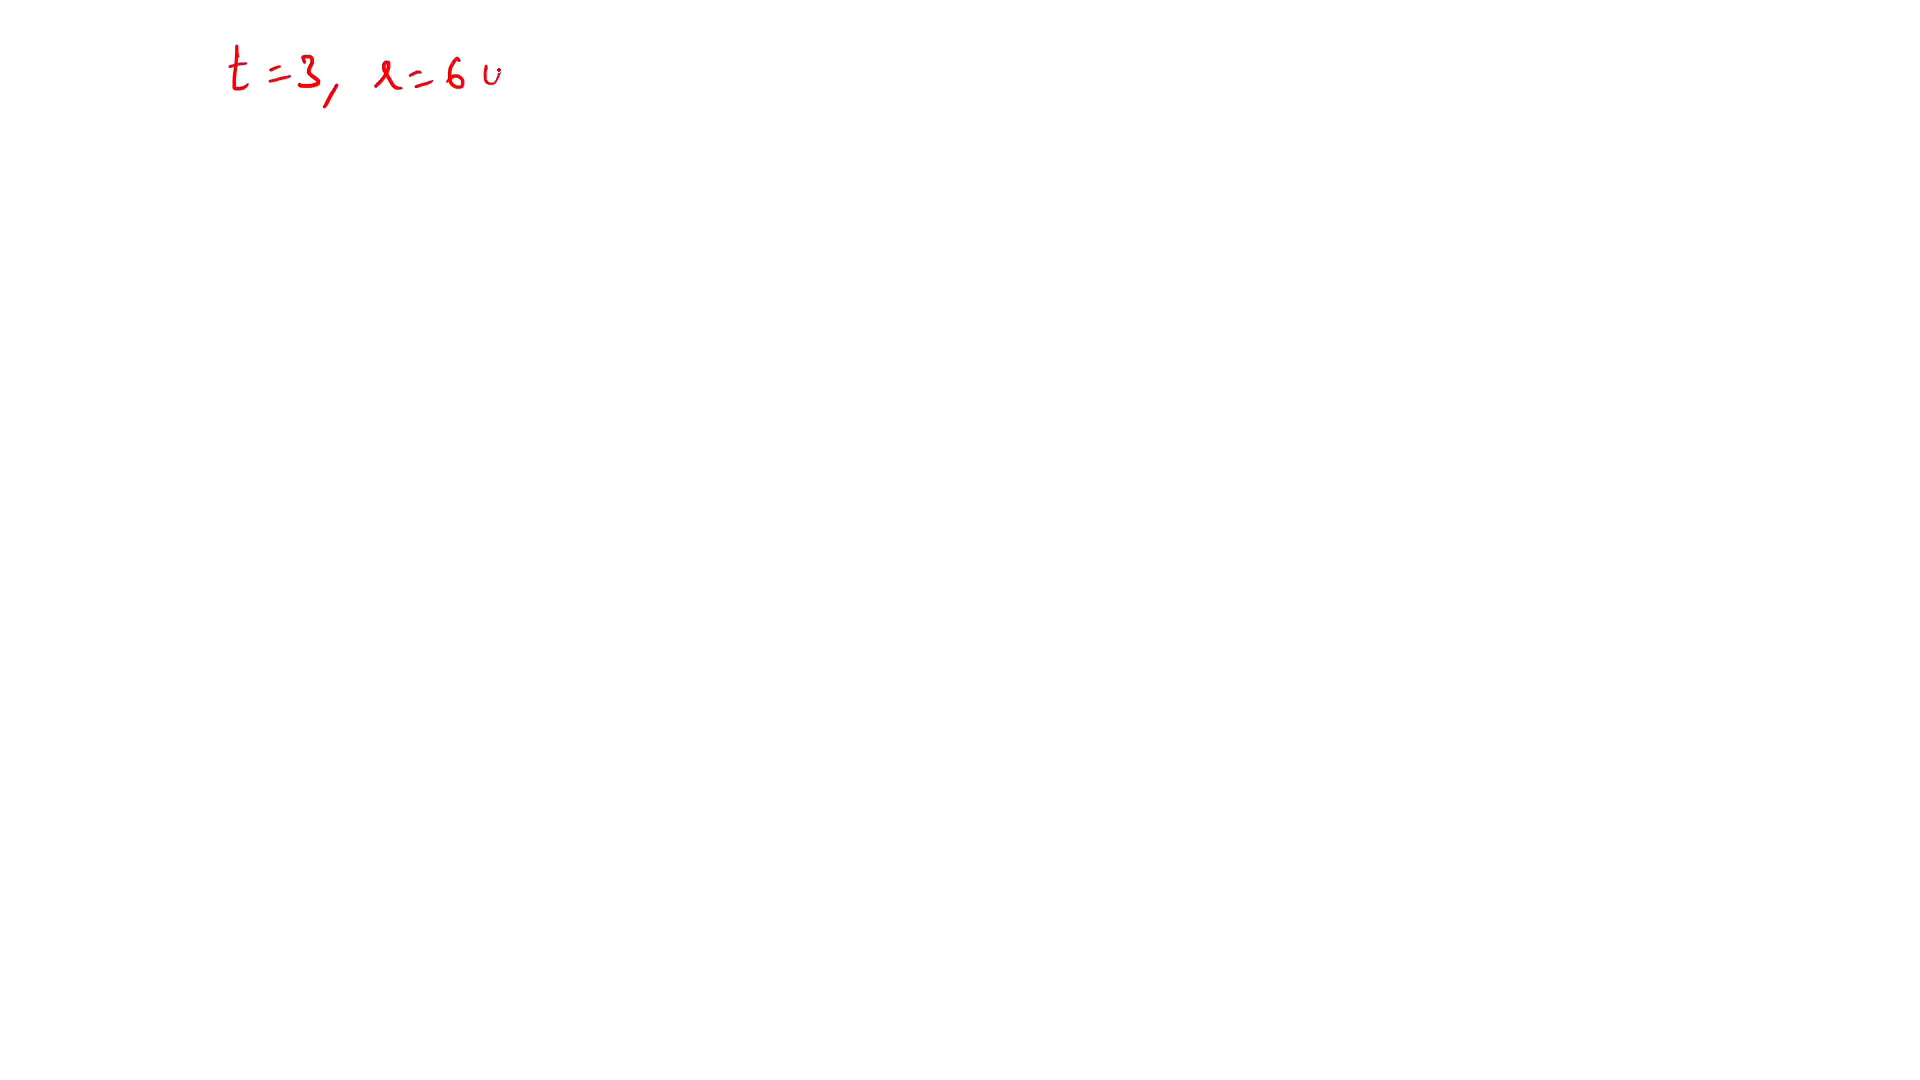 t = 3, r = 6 u